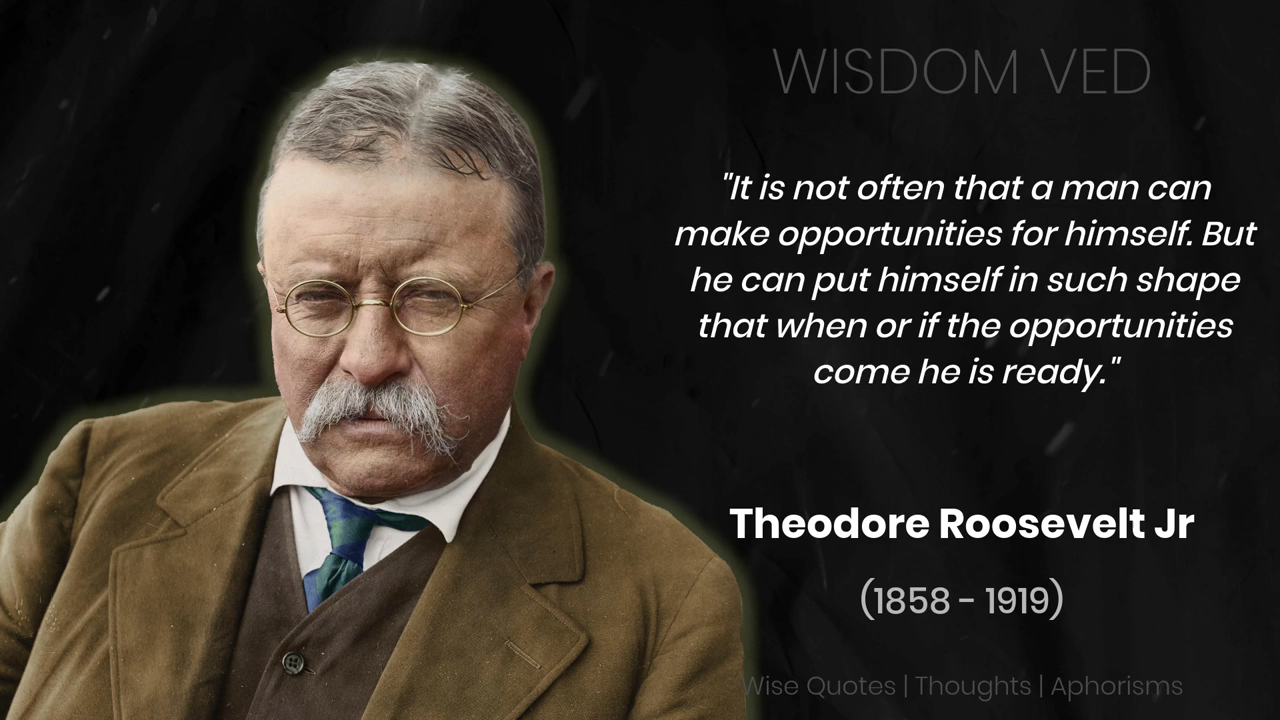 WISDOM VED
"It is not often that a man can
make opportunities for himself. But
he can put himself in such shape
that when or if the opportunities
come he is ready."
Theodore Roosevelt Jr
(1858 - 1919)
Wise Quotes | Thoughts | Aphorisms